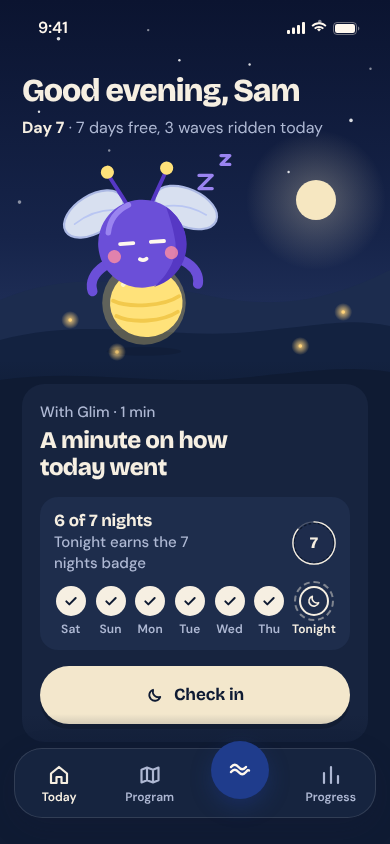 9:41
Good evening, Sam
Day 7 · 7 days free, 3 waves ridden today
z
z
With Glim · 1 min
A minute on how
today went
6 of 7 nights
Tonight earns the 7
nights badge
7
Sat Sun Mon Tue Wed Thu Tonight
Check in
Today Program Progress